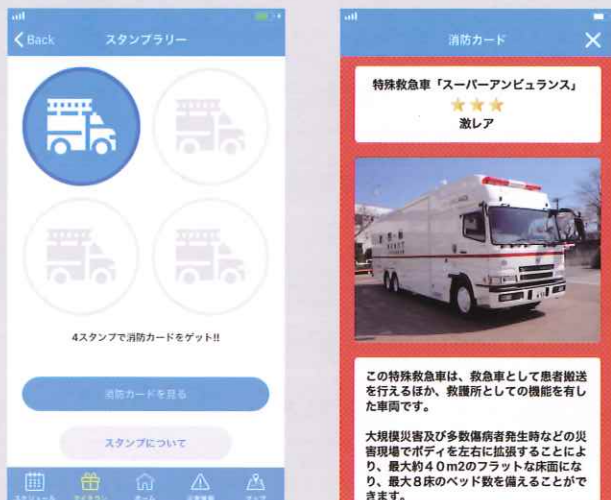 Back
スタンプラリー
4スタンプで消防カードをゲット!!
消防カードを見る
スタンプについて
スケジュール
マイタウン
ホーム
災害情報
マップ
消防カード
特殊救急車「スーパーアンビュランス」
激レア
この特殊救急車は、救急車として患者搬送
を行えるほか、救護所としての機能を有し
た車両です。
大規模災害及び多数傷病者発生時などの災
害現場でボディを左右に拡張することによ
り、最大約40m2のフラットな床面にな
り、最大8床のベッド数を備えることがで
きます。